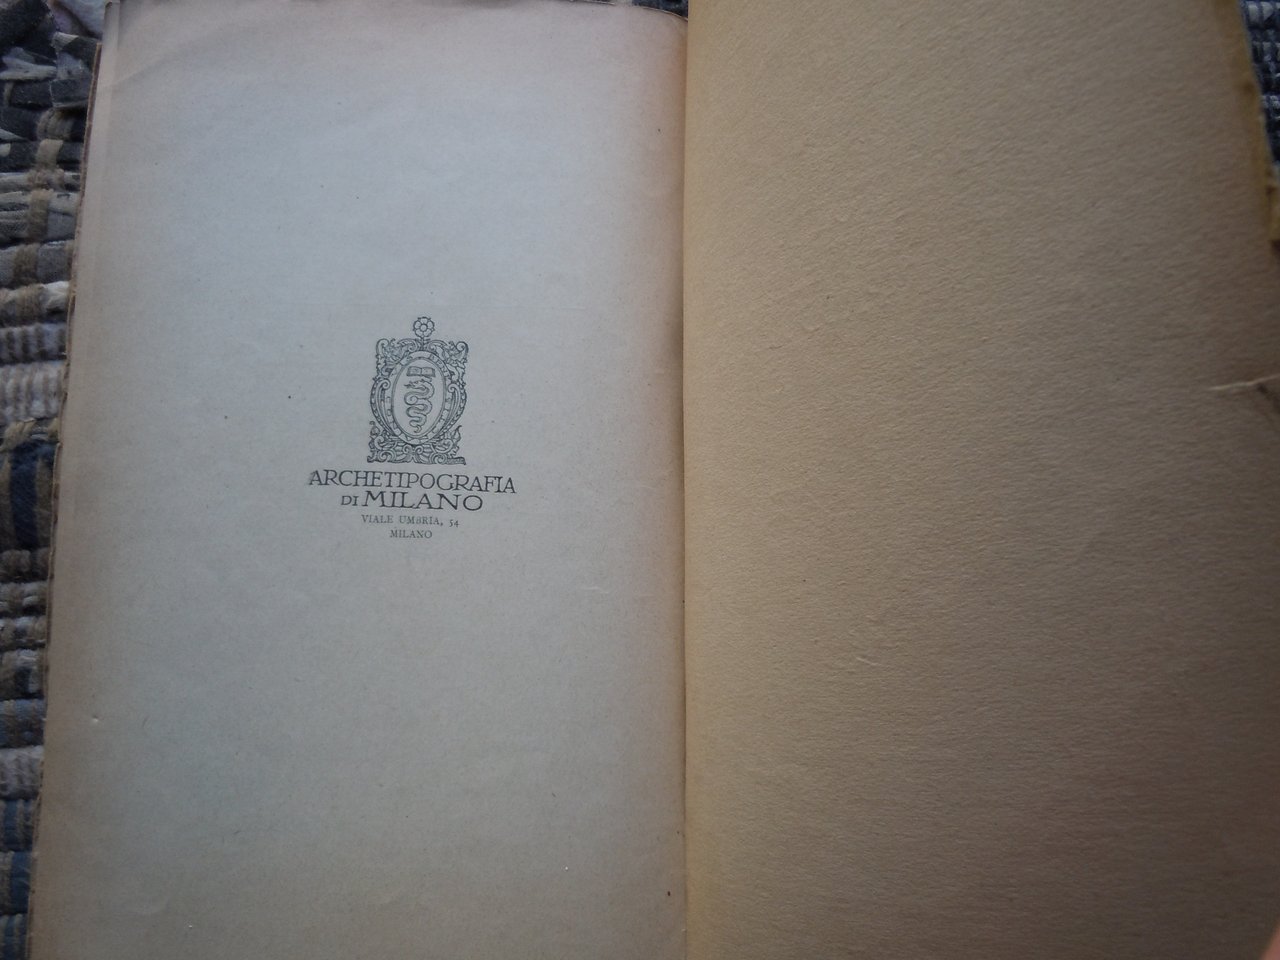 ARCHETIPOGRAFIA
DI MILANO
VIALE UMBRIA, 54
MILANO